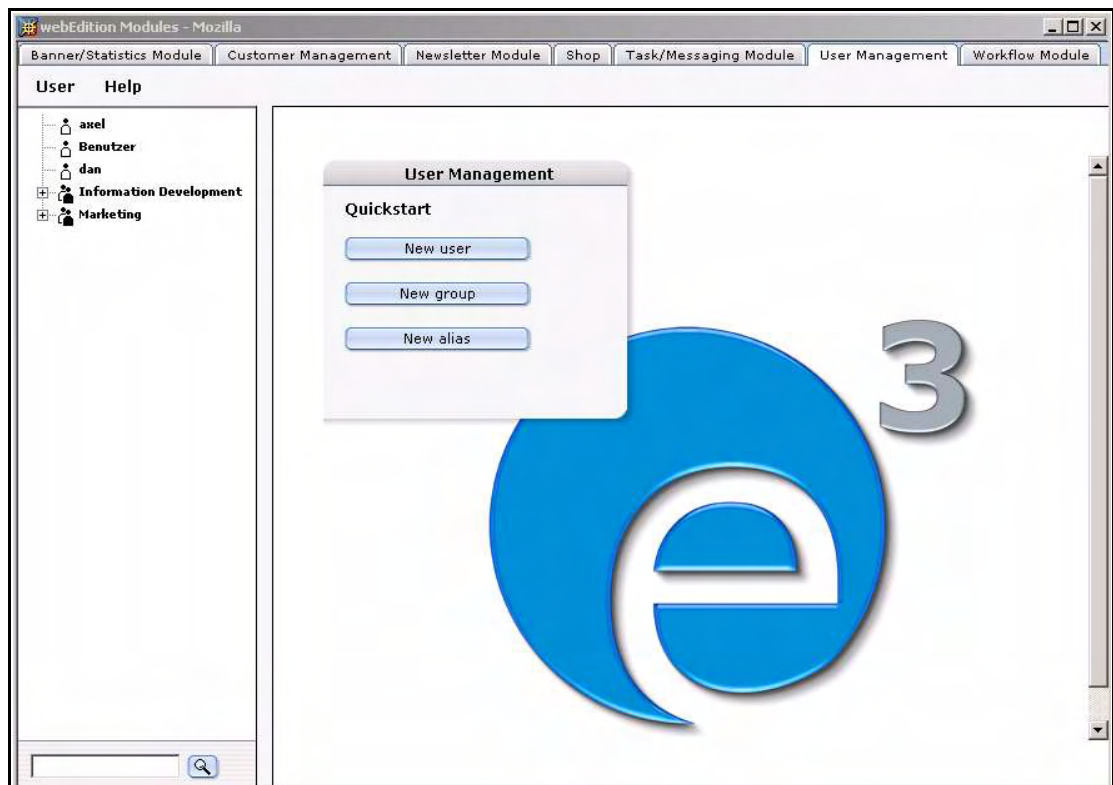 webEdition Modules - Mozilla
Banner/Statistics Module Customer Management Newsletter Module Shop Task/Messaging Module User Management Workflow Module
User Help
axel
Benutzer
dan
Information Development
Marketing
User Management
Quickstart
New user
New group
New alias
e 3